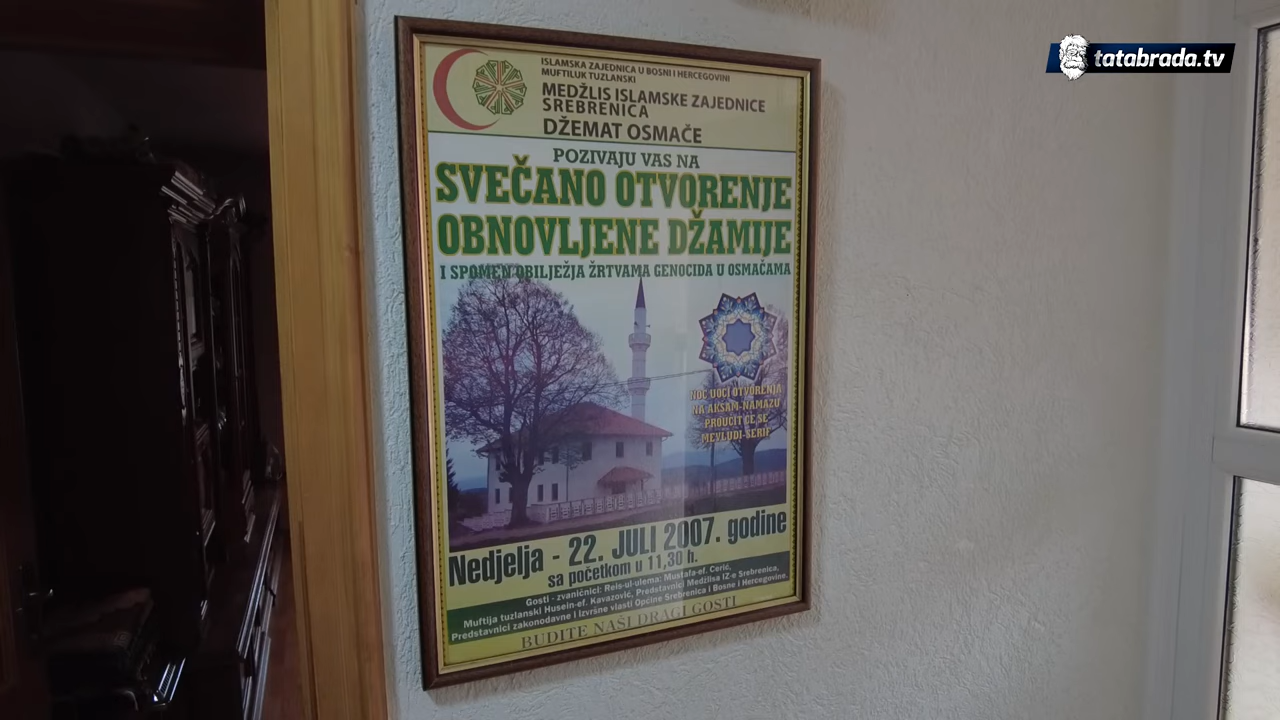 tatabrada.tv
ISLAMSKA ZAJEDNICA U BOSNI I HERCEGOVINI
MUFTILUK TUZLANSKI
MEDŽLIS ISLAMSKE ZAJEDNICE
SREBRENICA
DŽEMAT OSMAČE
POZIVAJU VAS NA
SVEČANO OTVORENJE
OBNOVLJENE DŽAMIJE
I SPOMEN OBILJEŽJA ŽRTVAMA GENOCIDA U OSMAČAMA
NOĆ UOČI OTVORENJA
NA AKŠAM-NAMAZU
PROUČIT ĆE SE
MEVLUDI-ŠERIF
Nedjelja - 22. JULI 2007. godine
sa početkom u 11,30 h.
Gosti - zvaničnici: Reis-ul-ulema: Mustafa-ef. Cerić,
Muftija tuzlanski Husein-ef. Kavazović, Predstavnici Medžlisa IZ-e Srebrenica,
Predstavnici zakonodavne i izvršne vlasti Općine Srebrenica i Bosne i Hercegovine.
BUDITE NAŠI DRAGI GOSTI